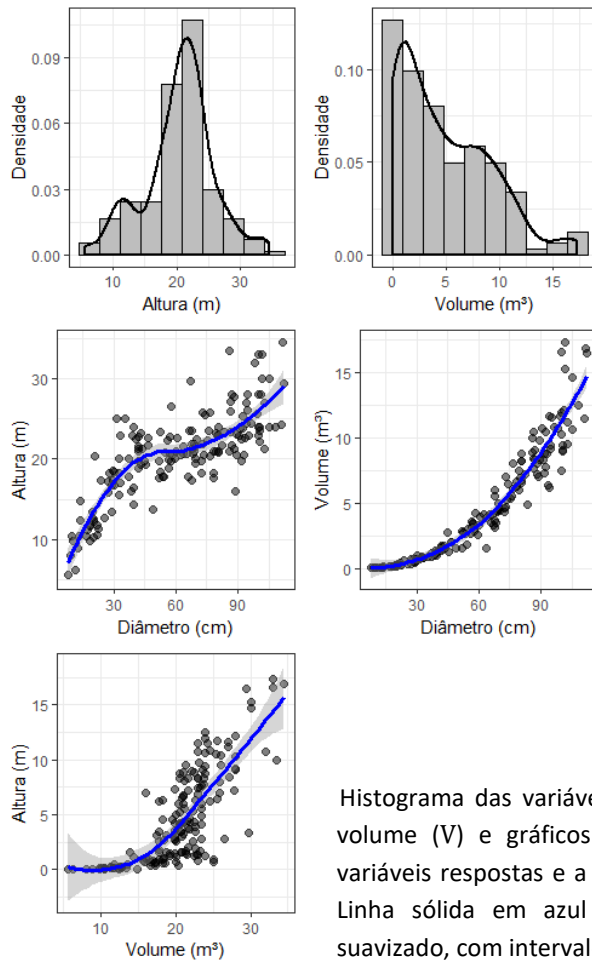 Densidade
0.09
0.06
0.03
0.00
10
20
30
Altura (m)
Densidade
0.10
0.05
0.00
0
5
10
15
Volume (m³)
Altura (m)
30
20
10
30
60
90
Diâmetro (cm)
Volume (m³)
15
10
5
0
30
60
90
Diâmetro (cm)
Altura (m)
15
10
5
0
10
20
30
Volume (m³)
Histograma das variáve
volume (V) e gráficos
variáveis respostas e a
Linha sólida em azul
suavizado, com interval